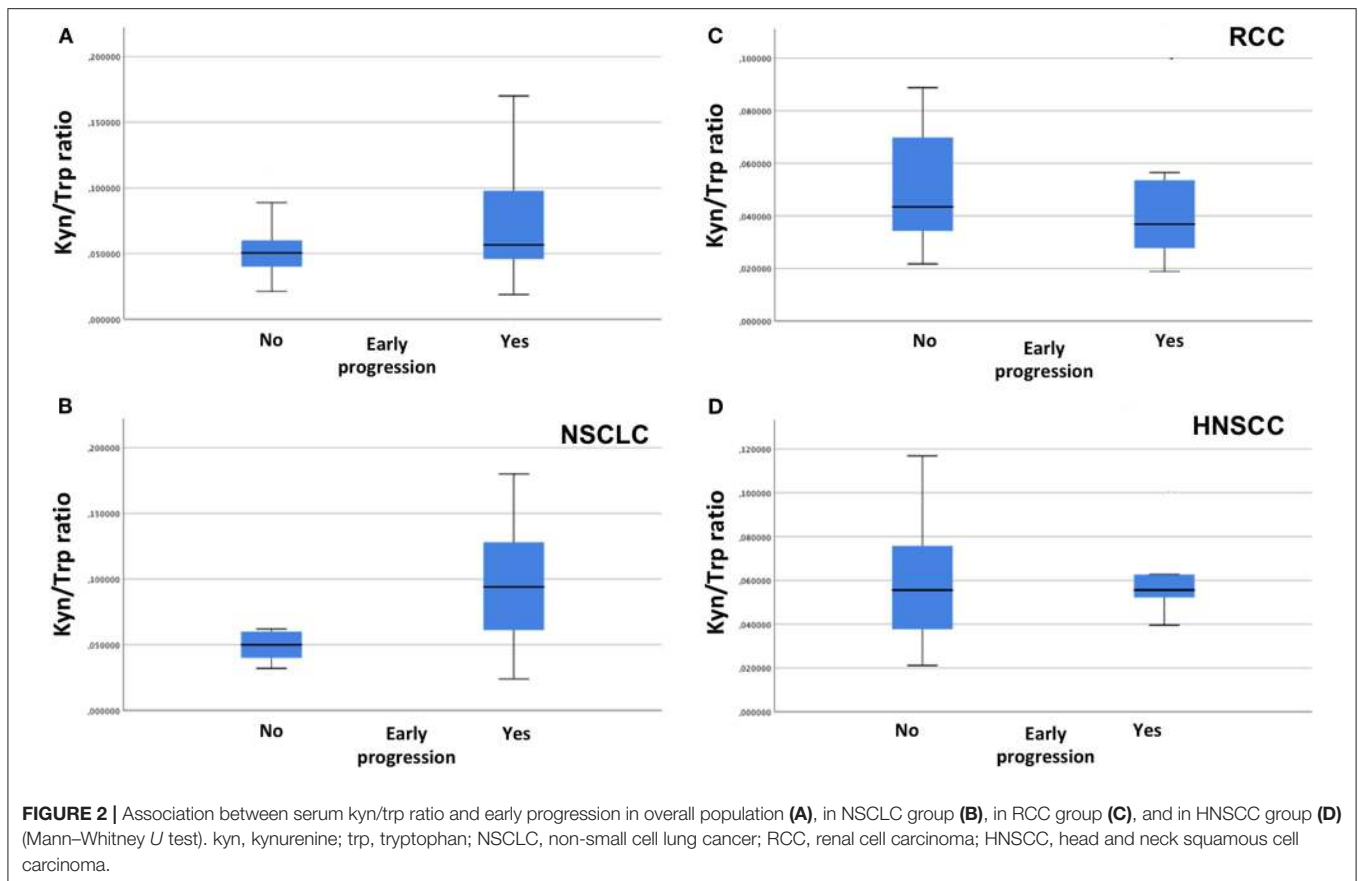 A
,200000
,150000
,100000
,050000
,000000
Kyn/Trp ratio
No
Early
progression
Yes
C
RCC
,100000
,080000
,060000
,040000
,020000
,000000
Kyn/Trp ratio
No
Early
progression
Yes
B
NSCLC
,200000
,150000
,100000
,050000
,000000
Kyn/Trp ratio
No
Early
progression
Yes
D
HNSCC
,120000
,100000
,080000
,060000
,040000
,020000
,000000
Kyn/Trp ratio
No
Early
progression
Yes
FIGURE 2 | Association between serum kyn/trp ratio and early progression in overall population (A), in NSCLC group (B), in RCC group (C), and in HNSCC group (D)
(Mann–Whitney U test). kyn, kynurenine; trp, tryptophan; NSCLC, non-small cell lung cancer; RCC, renal cell carcinoma; HNSCC, head and neck squamous cell
carcinoma.